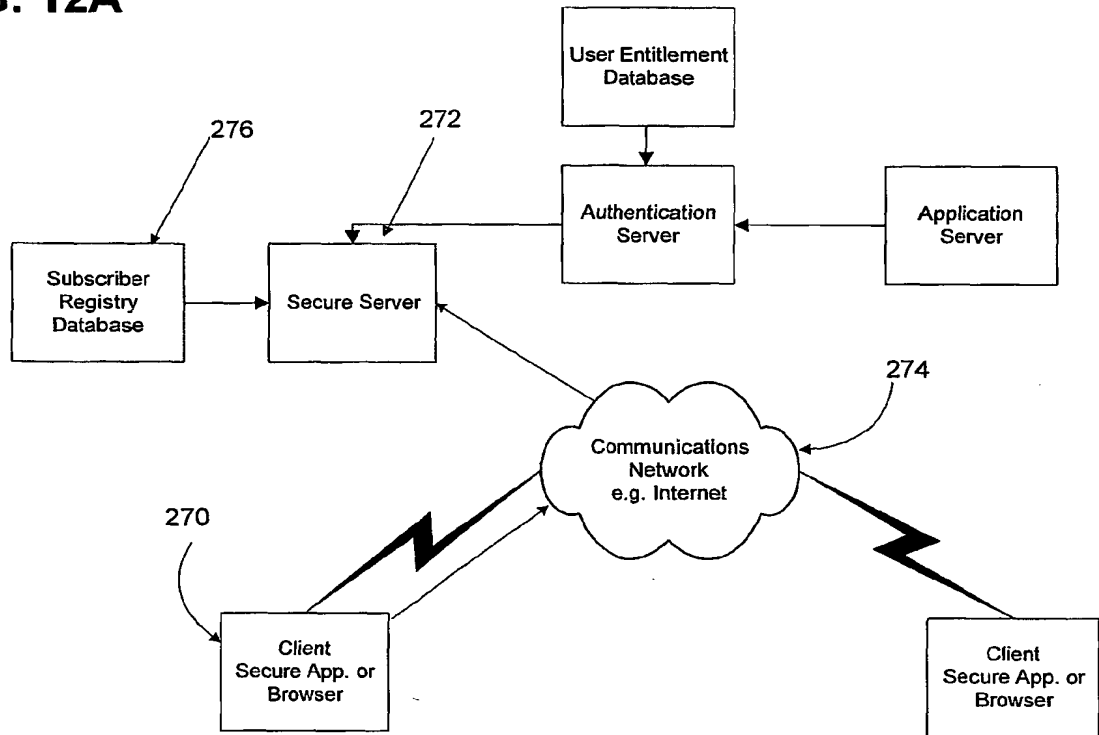 12A
User Entitlement
Database
276
272
Authentication
Server
Application
Server
Subscriber
Registry
Database
Secure Server
274
Communications
Network
e.g. Internet
270
Client
Secure App. or
Browser
Client
Secure App. or
Browser